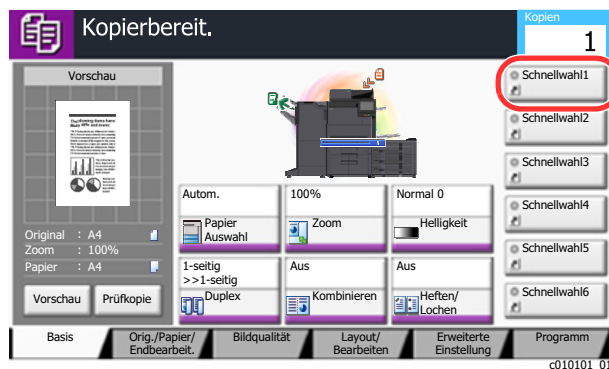 Kopierbereit.
Kopien
1
Vorschau
Original : A4
Zoom : 100%
Papier : A4
Vorschau
Prüfkopie
Autom.
Papier
Auswahl
100%
Zoom
Normal 0
Helligkeit
1-seitig
>>1-seitig
Duplex
Aus
Kombinieren
Aus
Heften/
Lochen
Schnellwahl1
Schnellwahl2
Schnellwahl3
Schnellwahl4
Schnellwahl5
Schnellwahl6
Basis
Orig./Papier/
Endbearbeit.
Bildqualität
Layout/
Bearbeiten
Erweiterte
Einstellung
Programm